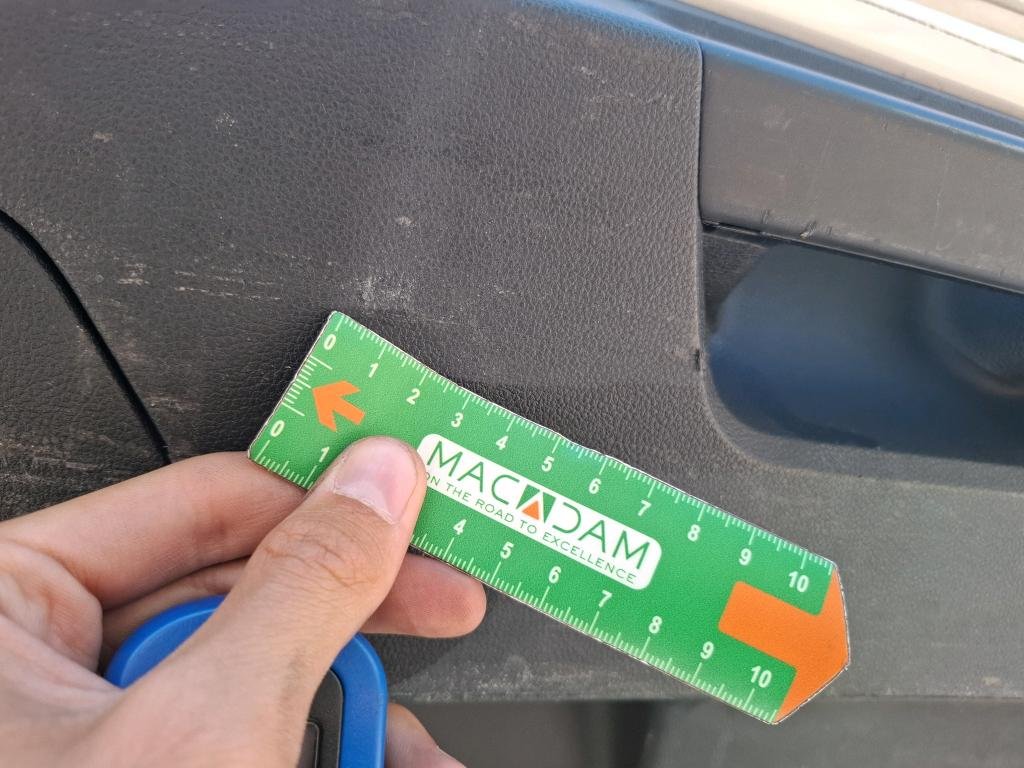 0 1 2 3 4 5 6 7 8 9 10
MACADAM
ON THE ROAD TO EXCELLENCE
0 1 4 5 6 7 8 9 10